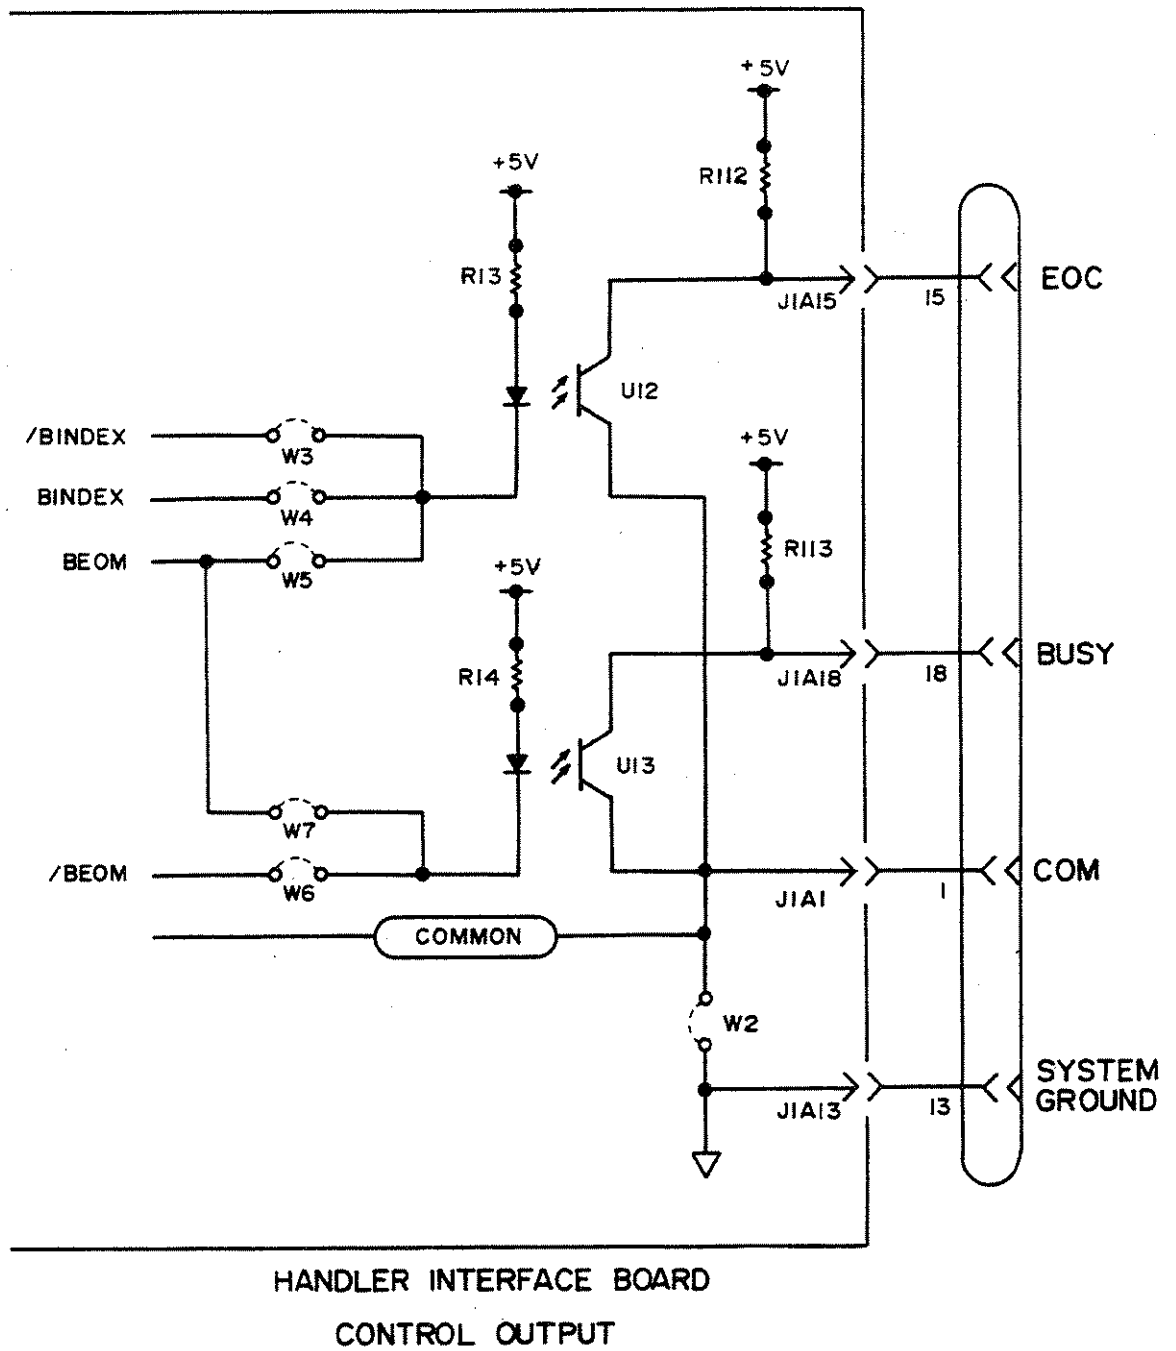 +5V
R112
+5V
R13
J1A15
15
EOC
U12
/BINDEX
W3
+5V
BINDEX
W4
R113
BEOM
W5
+5V
R14
J1A18
18
BUSY
U13
W7
/BEOM
W6
J1A1
1
COM
COMMON
W2
J1A13
13
SYSTEM
GROUND
HANDLER INTERFACE BOARD
CONTROL OUTPUT